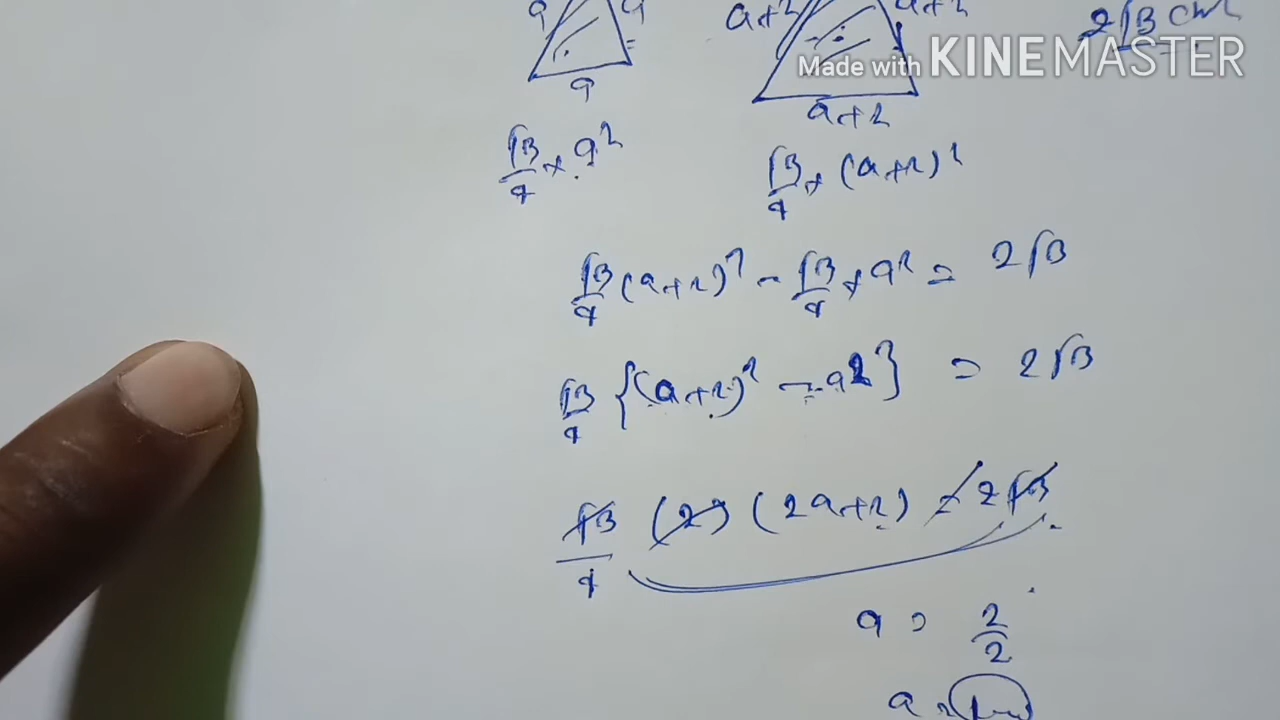 a a a+2 a+2 2√3 cm²
Made with KINEMASTER
a a+2
√3/4 × a² √3/4 × (a+2)²
√3/4 (a+2)² - √3/4 × a² = 2√3
√3/4 {(a+2)² - a2} = 2√3
√3/4 (2) (2a+2) = 2√3
a = 2/2
a =